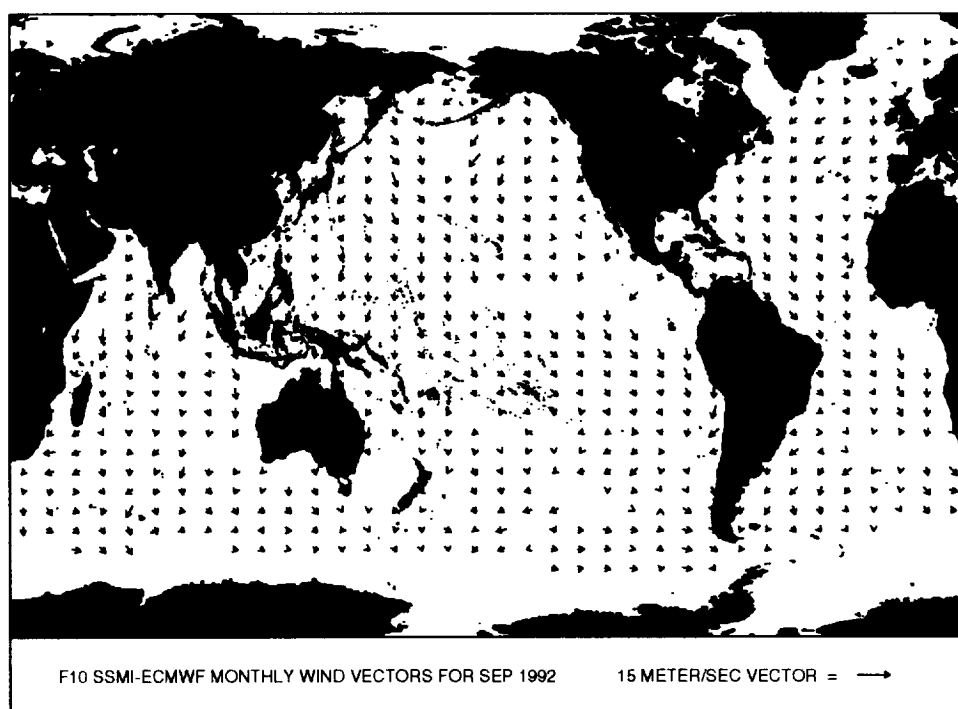 F10 SSMI-ECMWF MONTHLY WIND VECTORS FOR SEP 1992 15 METER/SEC VECTOR =